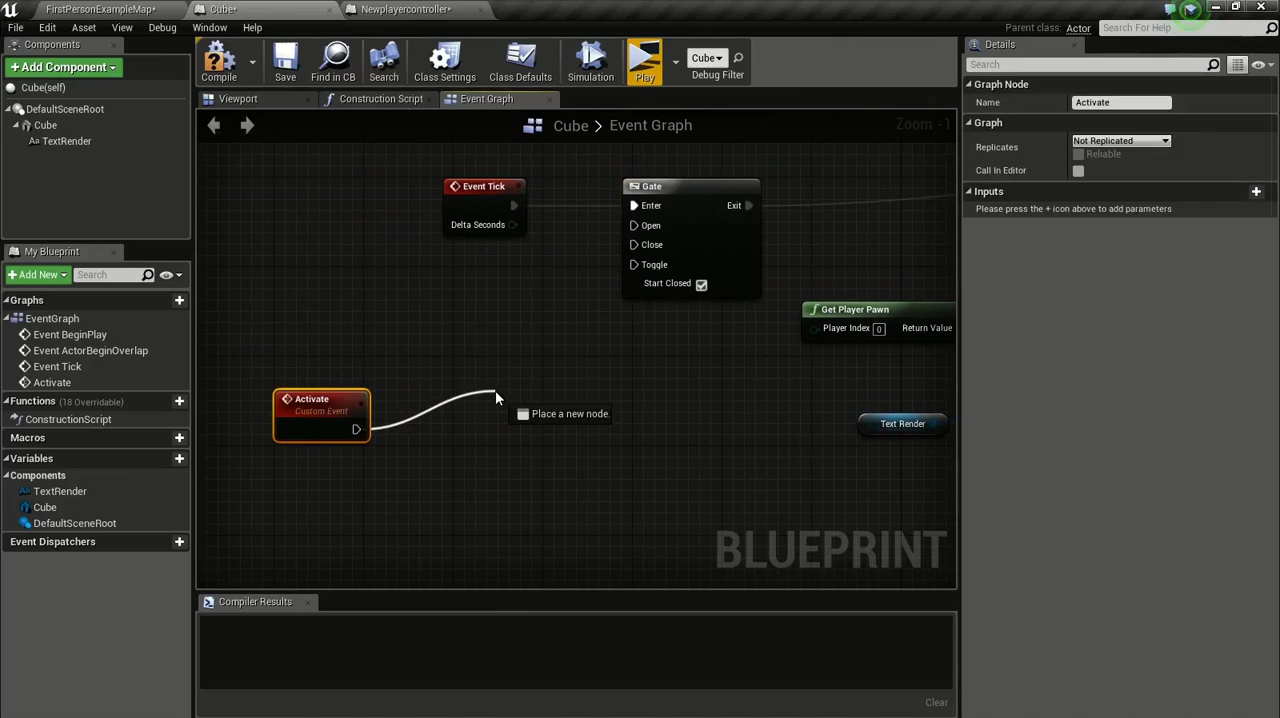 FirstPersonExampleMap*
Cube*
Newplayercontroller*
File Edit Asset View Debug Window Help
Parent class: Actor
Search For Help
Components
+Add Component
Cube(self)
DefaultSceneRoot
Cube
TextRender
Compile
Save
Find in CB
Search
Class Settings
Class Defaults
Simulation
Play
Cube
Debug Filter
Viewport
Construction Script
Event Graph
Cube > Event Graph
Zoom -1
Event Tick
Delta Seconds
Gate
Enter
Exit
Open
Close
Toggle
Start Closed
Get Player Pawn
Player Index 0
Return Value
Activate
Custom Event
Place a new node.
Text Render
BLUEPRINT
Compiler Results
Clear
My Blueprint
+Add New
Search
Graphs
EventGraph
Event BeginPlay
Event ActorBeginOverlap
Event Tick
Activate
Functions (18 Overridable)
ConstructionScript
Macros
Variables
Components
TextRender
Cube
DefaultSceneRoot
Event Dispatchers
Details
Search
Graph Node
Name
Activate
Graph
Replicates
Not Replicated
Reliable
Call In Editor
Inputs
Please press the + icon above to add parameters